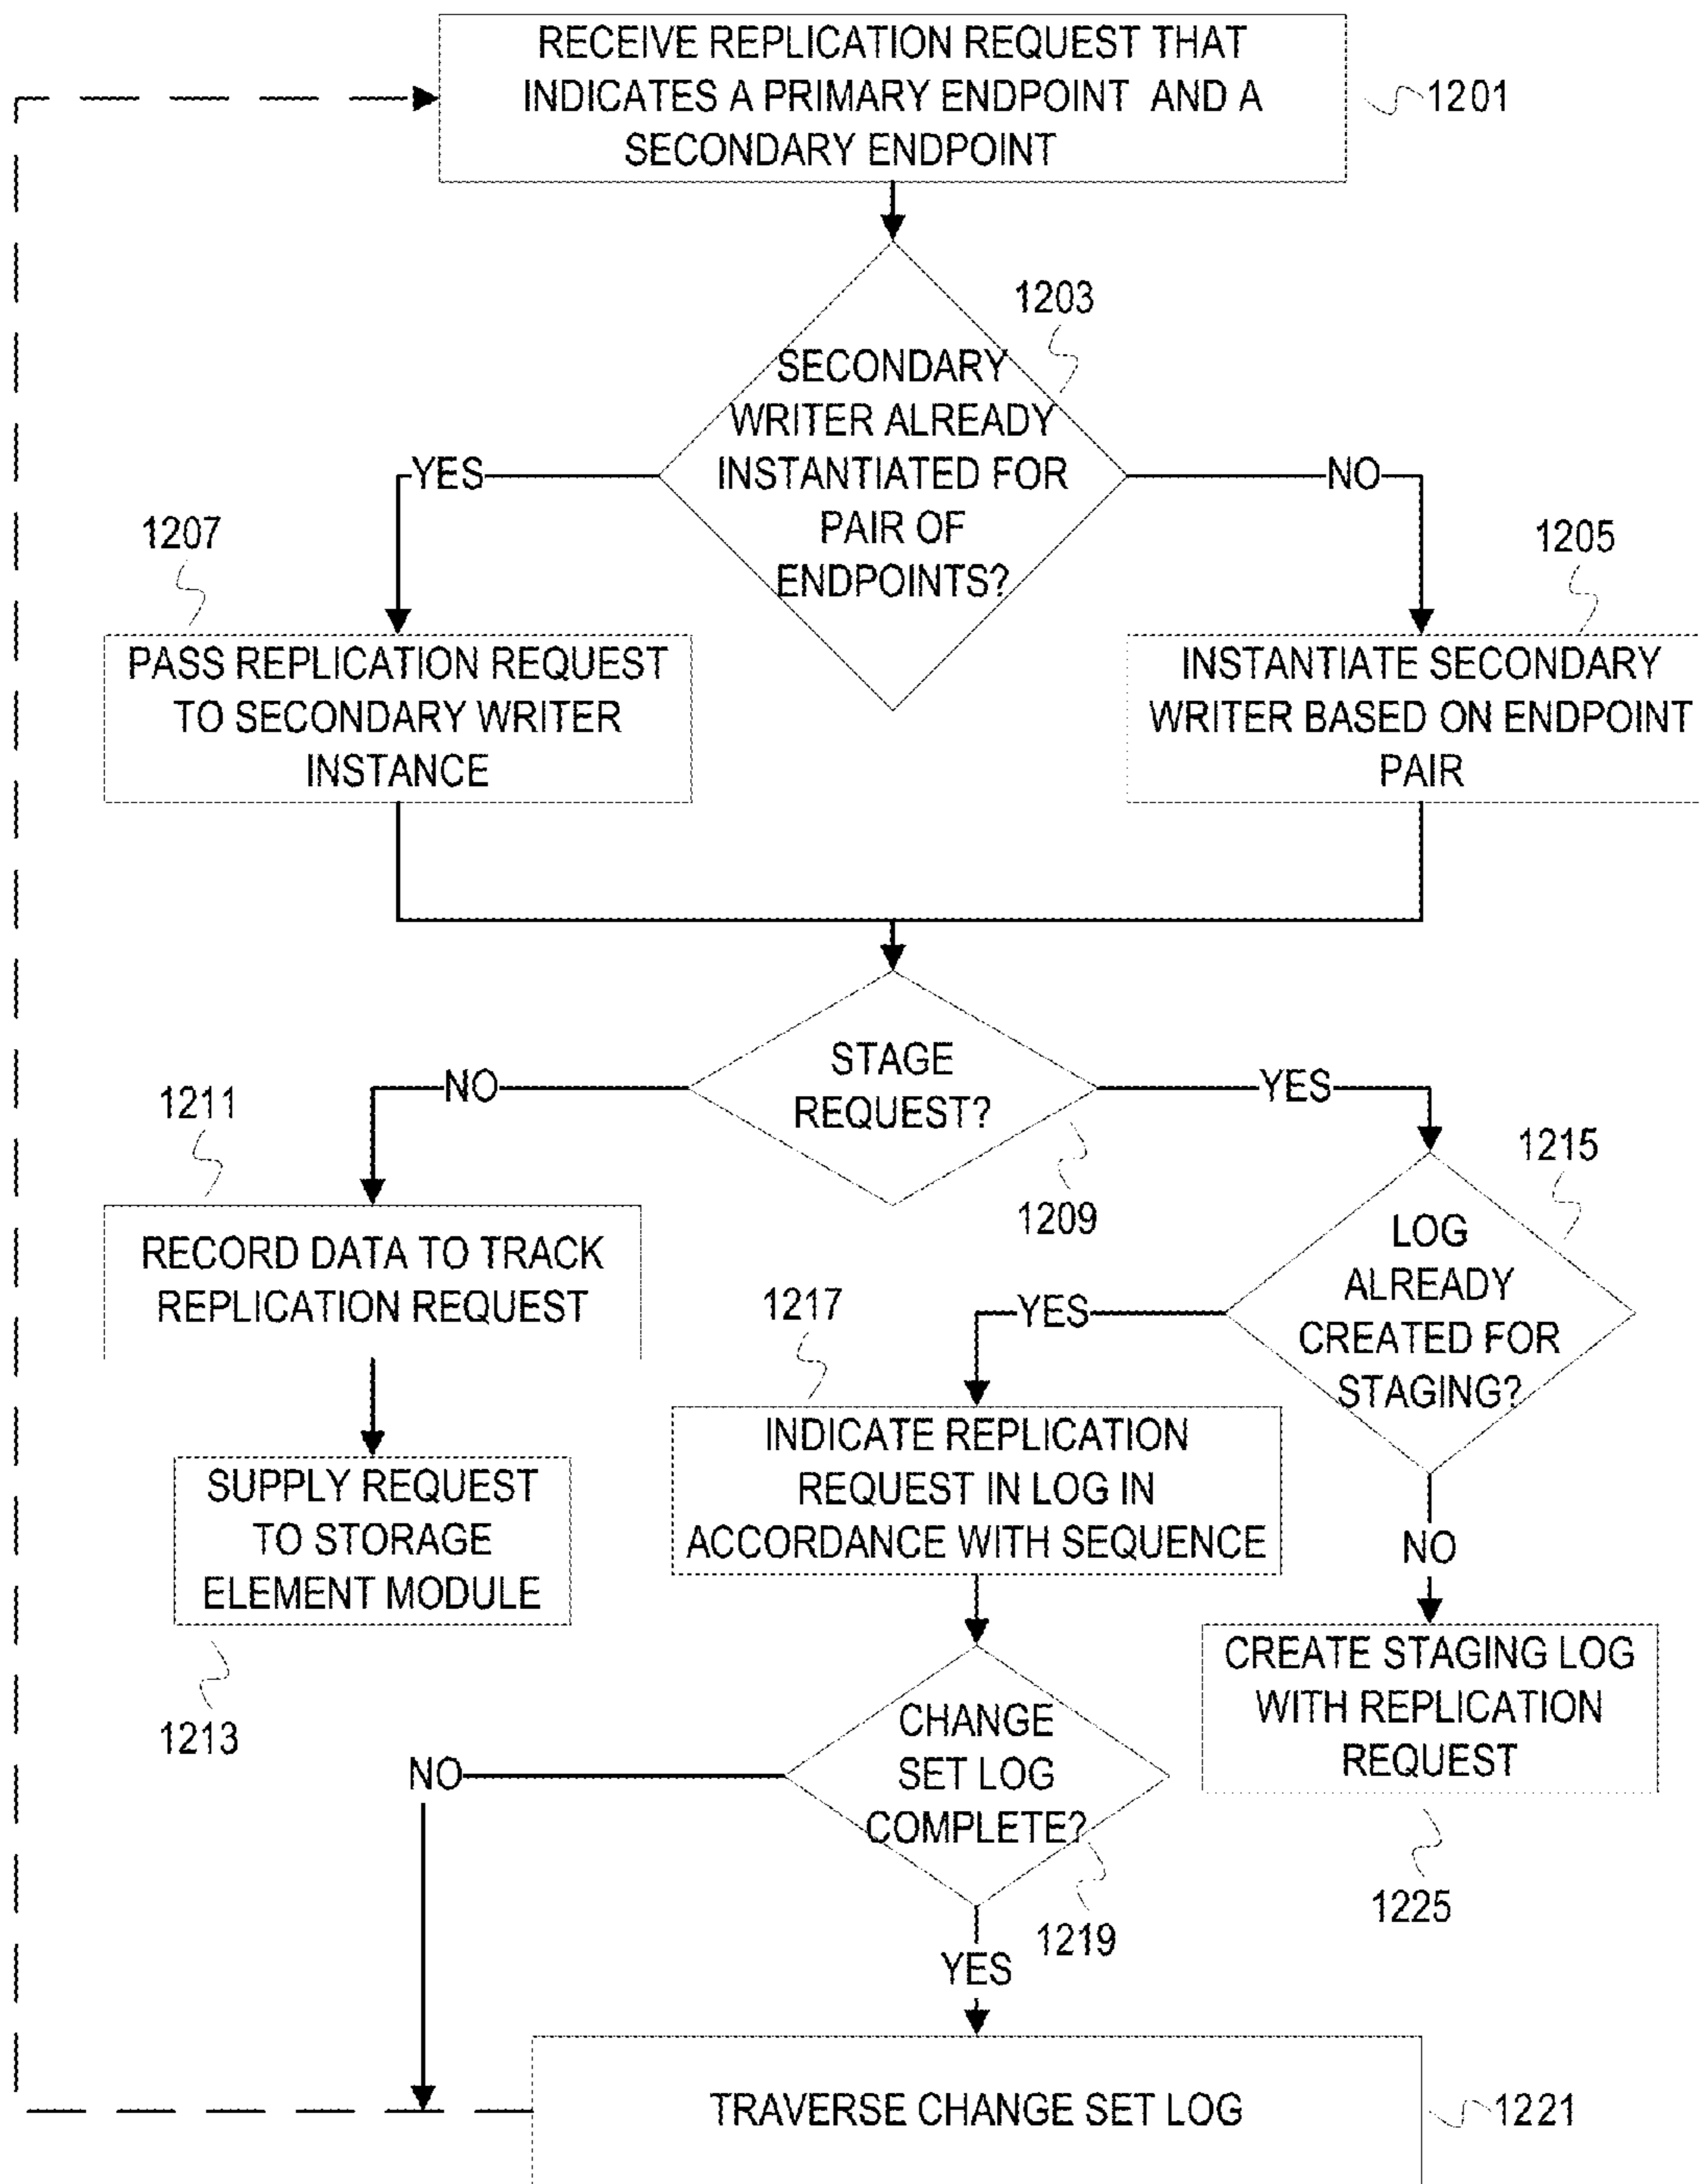 RECEIVE REPLICATION REQUEST THAT
INDICATES A PRIMARY ENDPOINT AND A
SECONDARY ENDPOINT
1201
1203
SECONDARY
WRITER ALREADY
INSTANTIATED FOR
PAIR OF
ENDPOINTS?
YES
NO
1207
1205
PASS REPLICATION REQUEST
TO SECONDARY WRITER
INSTANCE
INSTANTIATE SECONDARY
WRITER BASED ON ENDPOINT
PAIR
STAGE
REQUEST?
NO
YES
1209
1211
RECORD DATA TO TRACK
REPLICATION REQUEST
1215
LOG
ALREADY
CREATED FOR
STAGING?
YES
NO
1217
INDICATE REPLICATION
REQUEST IN LOG IN
ACCORDANCE WITH SEQUENCE
SUPPLY REQUEST
TO STORAGE
ELEMENT MODULE
1213
CREATE STAGING LOG
WITH REPLICATION
REQUEST
1225
CHANGE
SET LOG
COMPLETE?
NO
1219
YES
TRAVERSE CHANGE SET LOG
1221